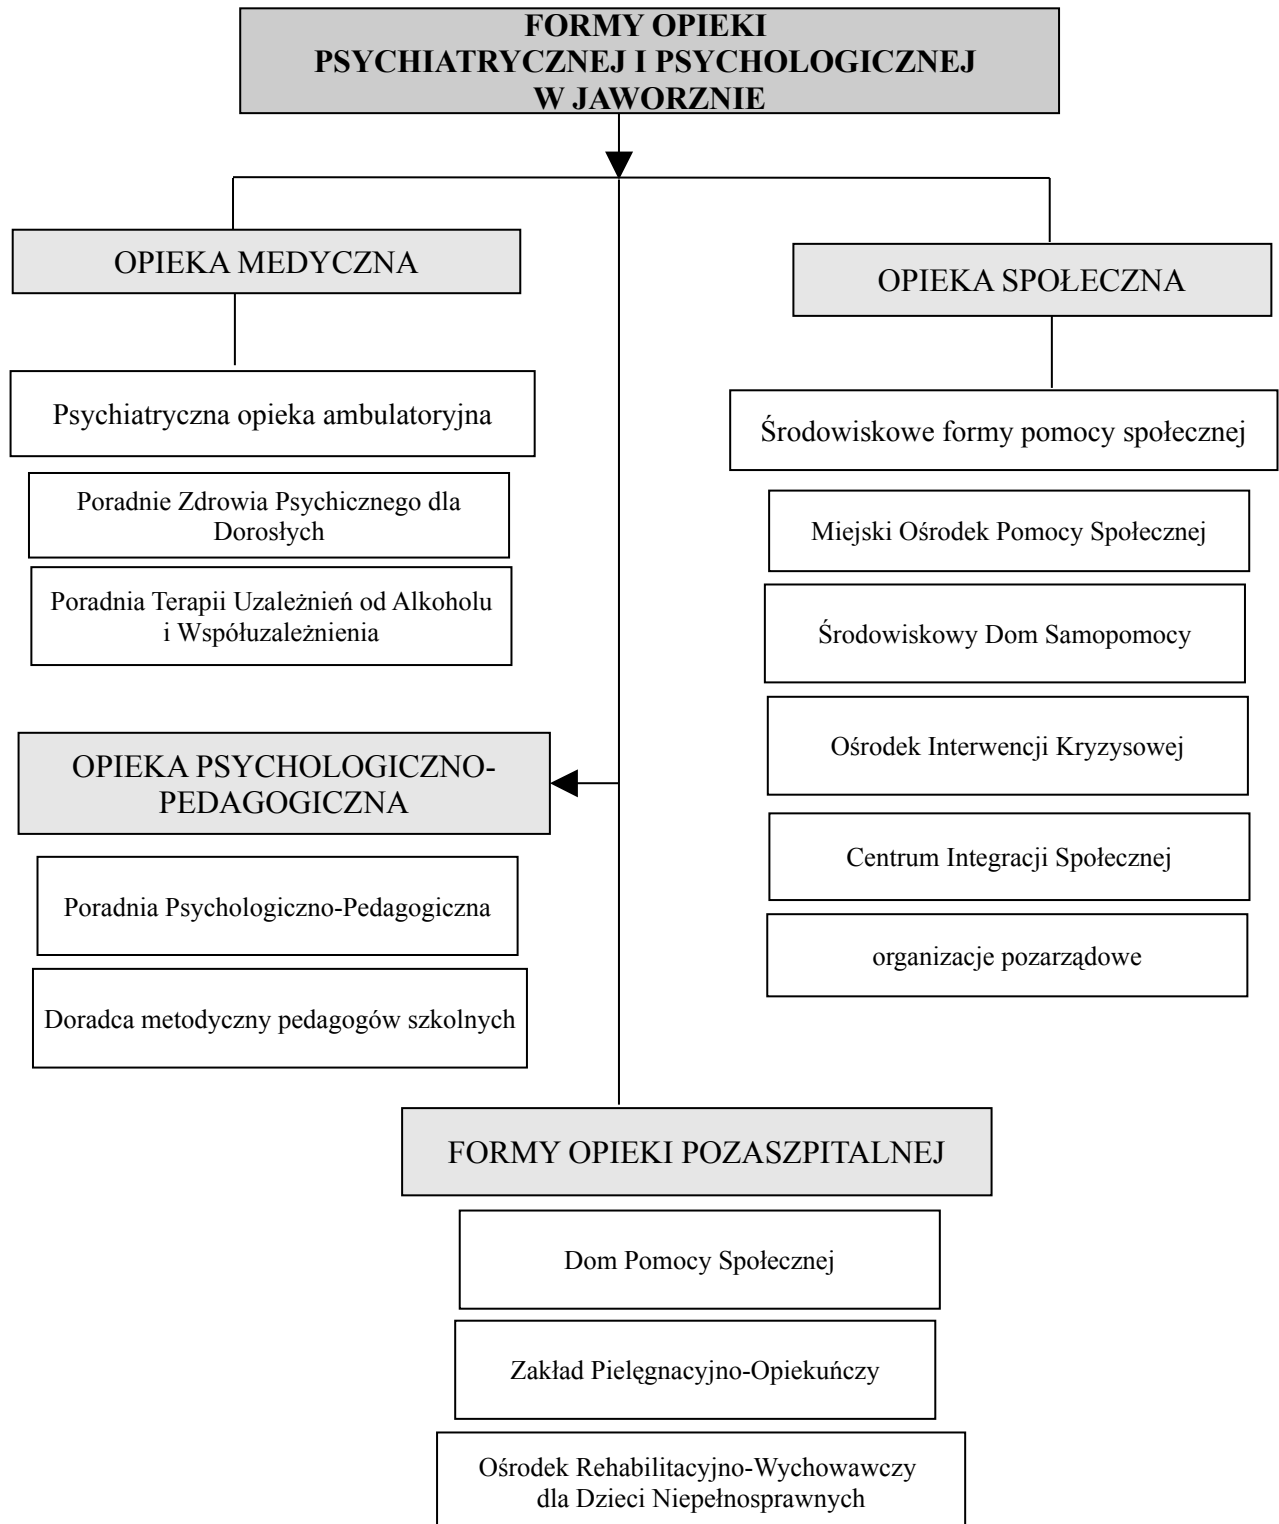 FORMY OPIEKI
PSYCHIATRYCZNEJ I PSYCHOLOGICZNEJ
W JAWORZNIE
OPIEKA MEDYCZNA
Psychiatryczna opieka ambulatoryjna
Poradnie Zdrowia Psychicznego dla
Dorosłych
Poradnia Terapii Uzależnień od Alkoholu
i Współuzależnienia
OPIEKA PSYCHOLOGICZNO-
PEDAGOGICZNA
Poradnia Psychologiczno-Pedagogiczna
Doradca metodyczny pedagogów szkolnych
OPIEKA SPOŁECZNA
Środowiskowe formy pomocy społecznej
Miejski Ośrodek Pomocy Społecznej
Środowiskowy Dom Samopomocy
Ośrodek Interwencji Kryzysowej
Centrum Integracji Społecznej
organizacje pozarządowe
FORMY OPIEKI POZASZPITALNEJ
Dom Pomocy Społecznej
Zakład Pielęgnacyjno-Opiekuńczy
Ośrodek Rehabilitacyjno-Wychowawczy
dla Dzieci Niepełnosprawnych